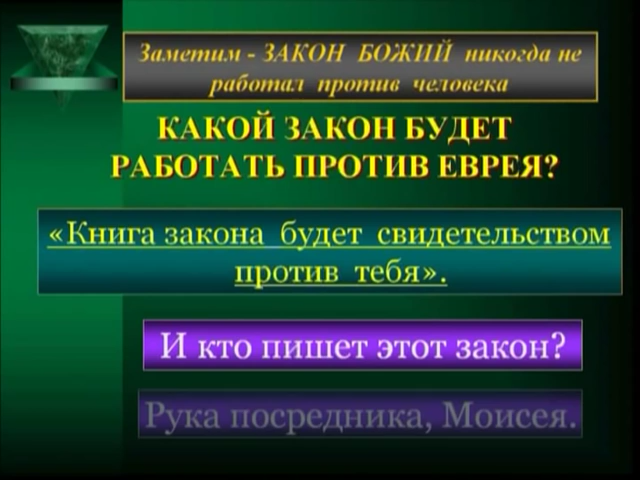 Заметим - ЗАКОН БОЖИЙ никогда не
работал против человека
КАКОЙ ЗАКОН БУДЕТ
РАБОТАТЬ ПРОТИВ ЕВРЕЯ?
«Книга закона будет свидетельством
против тебя».
И кто пишет этот закон?
Рука посредника, Моисея.